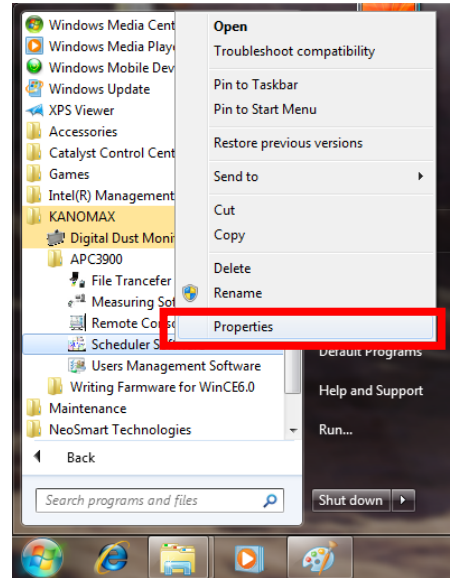 Windows Media Cent
Windows Media Playe
Windows Mobile Dev
Windows Update
XPS Viewer
Accessories
Catalyst Control Cent
Games
Intel(R) Management
KANOMAX
Digital Dust Moni
APC3900
File Trancefer
Measuring Sof
Remote Conso
Scheduler Soft
Users Management Software
Writing Farmware for WinCE6.0
Maintenance
NeoSmart Technologies
Back
Search programs and files
Open
Troubleshoot compatibility
Pin to Taskbar
Pin to Start Menu
Restore previous versions
Send to
Cut
Copy
Delete
Rename
Properties
Default Programs
Help and Support
Run...
Shut down